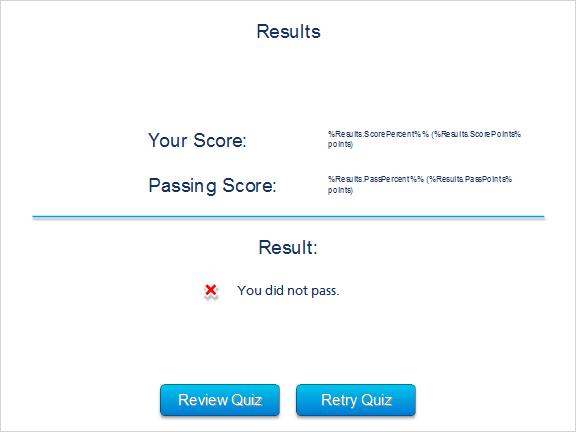 Results
Your Score:
%Results.ScorePercent%% (%Results.ScorePoints%
points)
Passing Score:
%Results.PassPercent%% (%Results.PassPoints%
points)
Result:
You did not pass.
Review Quiz
Retry Quiz